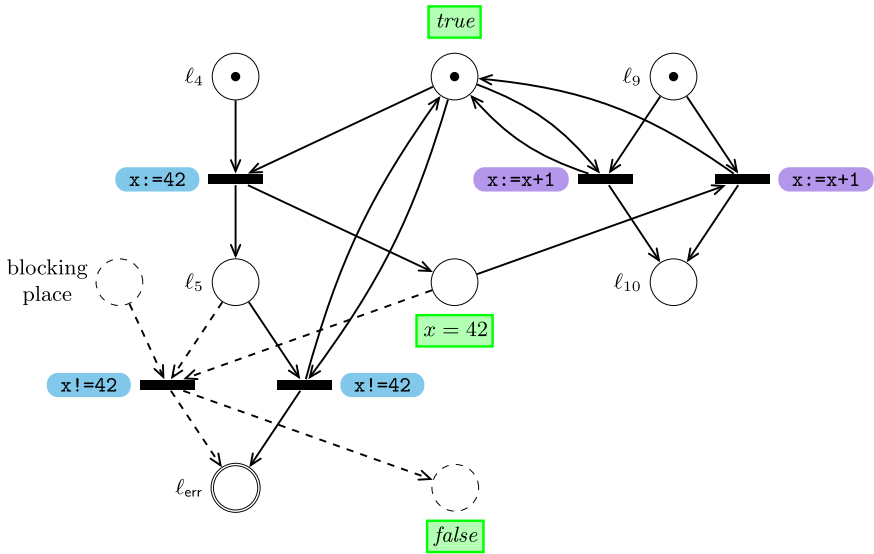 true
ℓ4
ℓ9
x:=42
x:=x+1
x:=x+1
blocking
place
ℓ5
ℓ10
x = 42
x!=42
x!=42
ℓerr
false